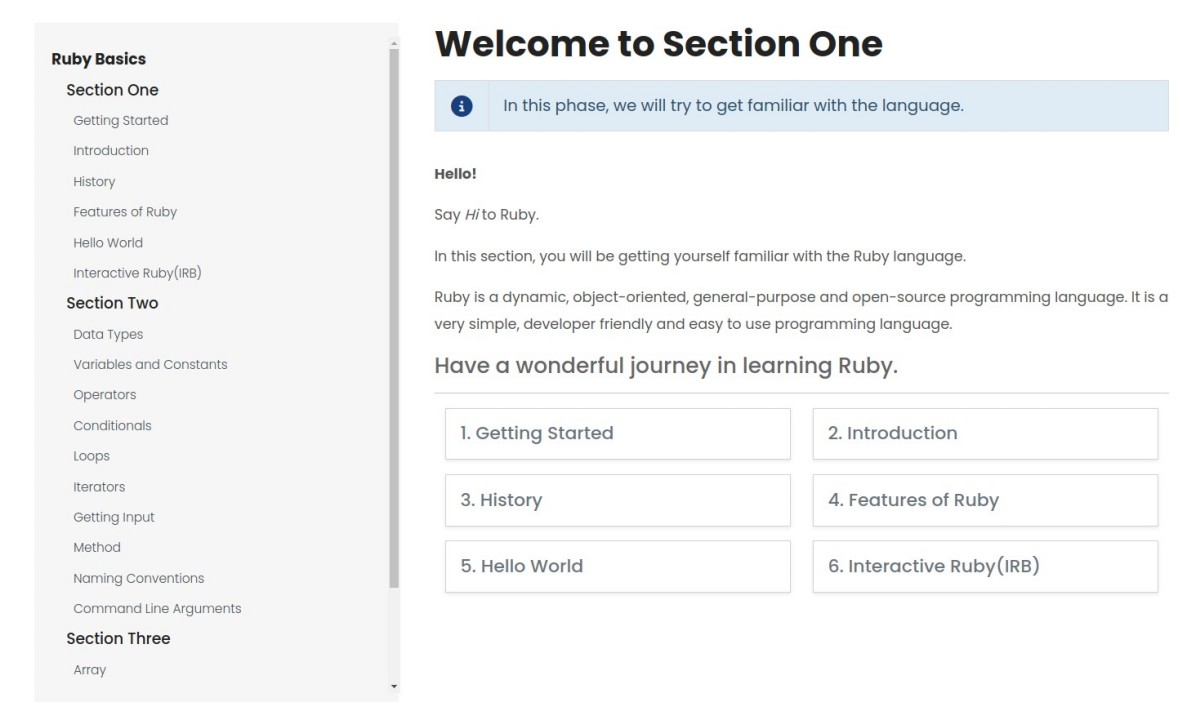 Ruby Basics
Section One
Getting Started
Introduction
History
Features of Ruby
Hello World
Interactive Ruby(IRB)
Section Two
Data Types
Variables and Constants
Operators
Conditionals
Loops
Iterators
Getting Input
Method
Naming Conventions
Command Line Arguments
Section Three
Array
Welcome to Section One
In this phase, we will try to get familiar with the language.
Hello!
Say Hi to Ruby.
In this section, you will be getting yourself familiar with the Ruby language.
Ruby is a dynamic, object-oriented, general-purpose and open-source programming language. It is a
very simple, developer friendly and easy to use programming language.
Have a wonderful journey in learning Ruby.
1. Getting Started
2. Introduction
3. History
4. Features of Ruby
5. Hello World
6. Interactive Ruby(IRB)